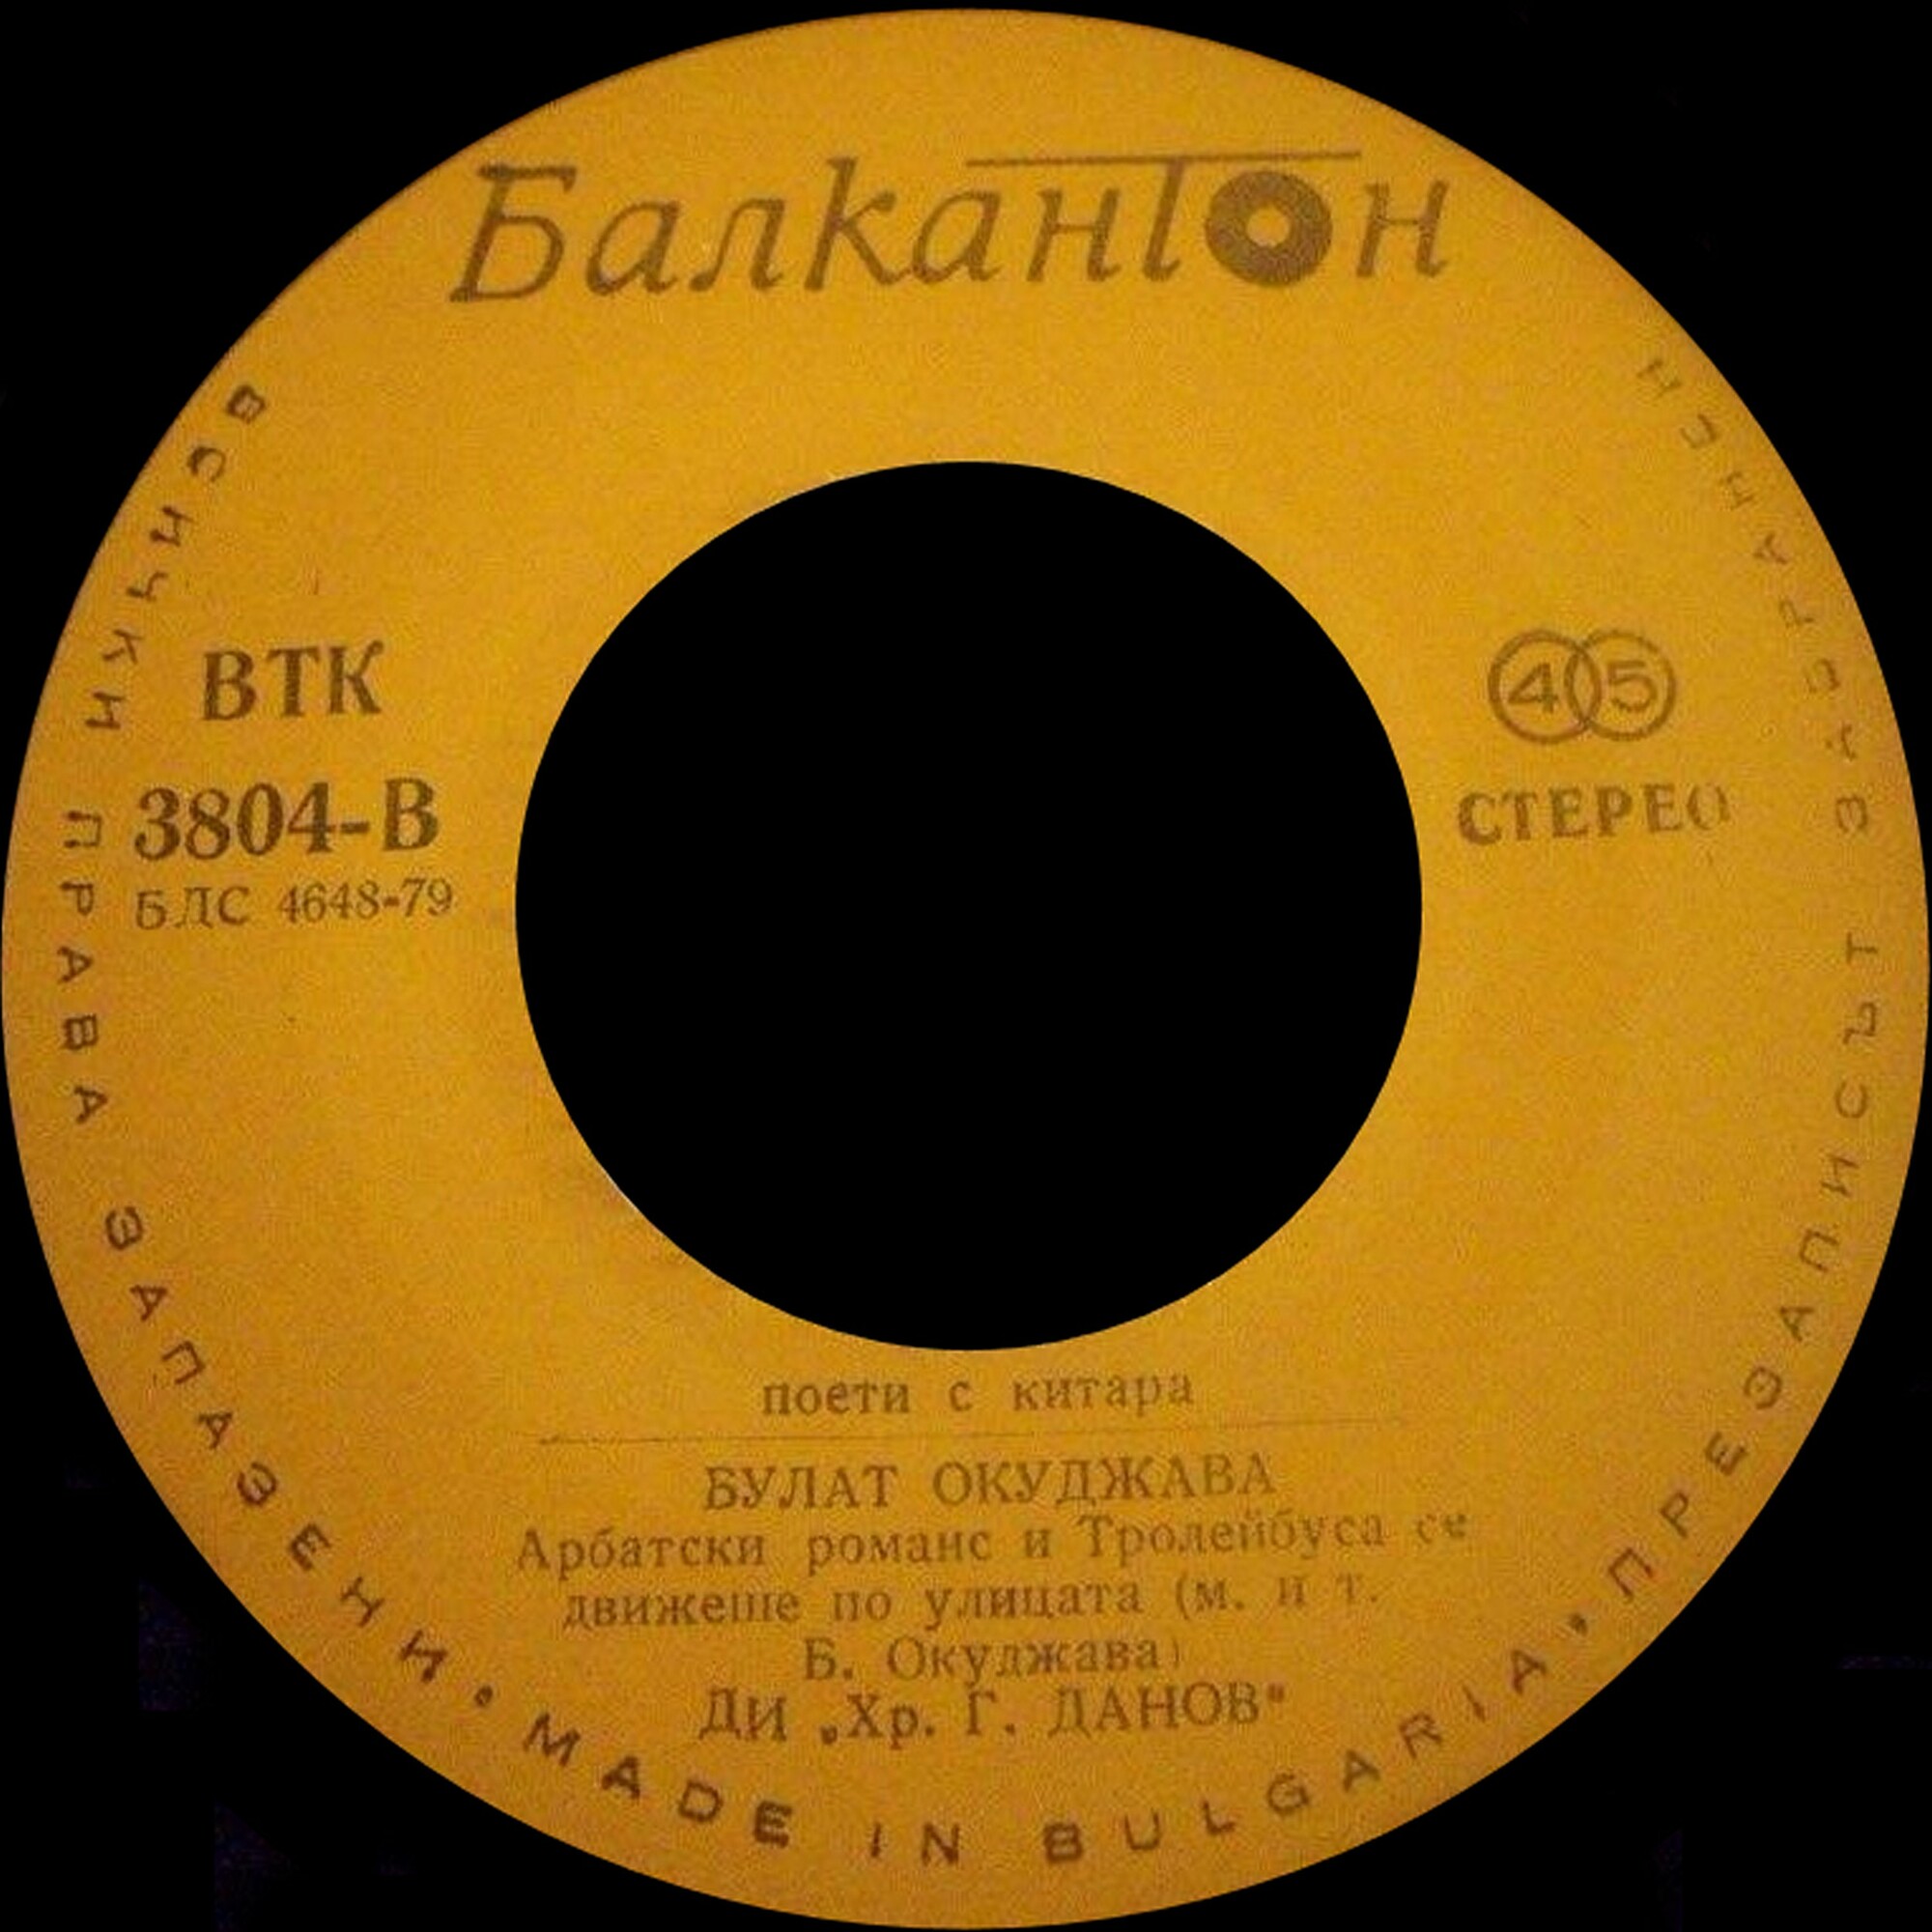 Балкантон
ВТК
3804-В
БДС 4648-79
45
СТЕРЕО
поети с китара
БУЛАТ ОКУДЖАВА
Арбатски романс и Тролейбуса се
движеше по улицата (м. и т.
Б. Окуджава)
ДИ „Хр. Г. ДАНОВ“
ВСИЧКИ ПРАВА ЗАПАЗЕНИ • MADE IN BULGARIA • ПРЕЗАПИСЪТ ЗАБРАНЕН